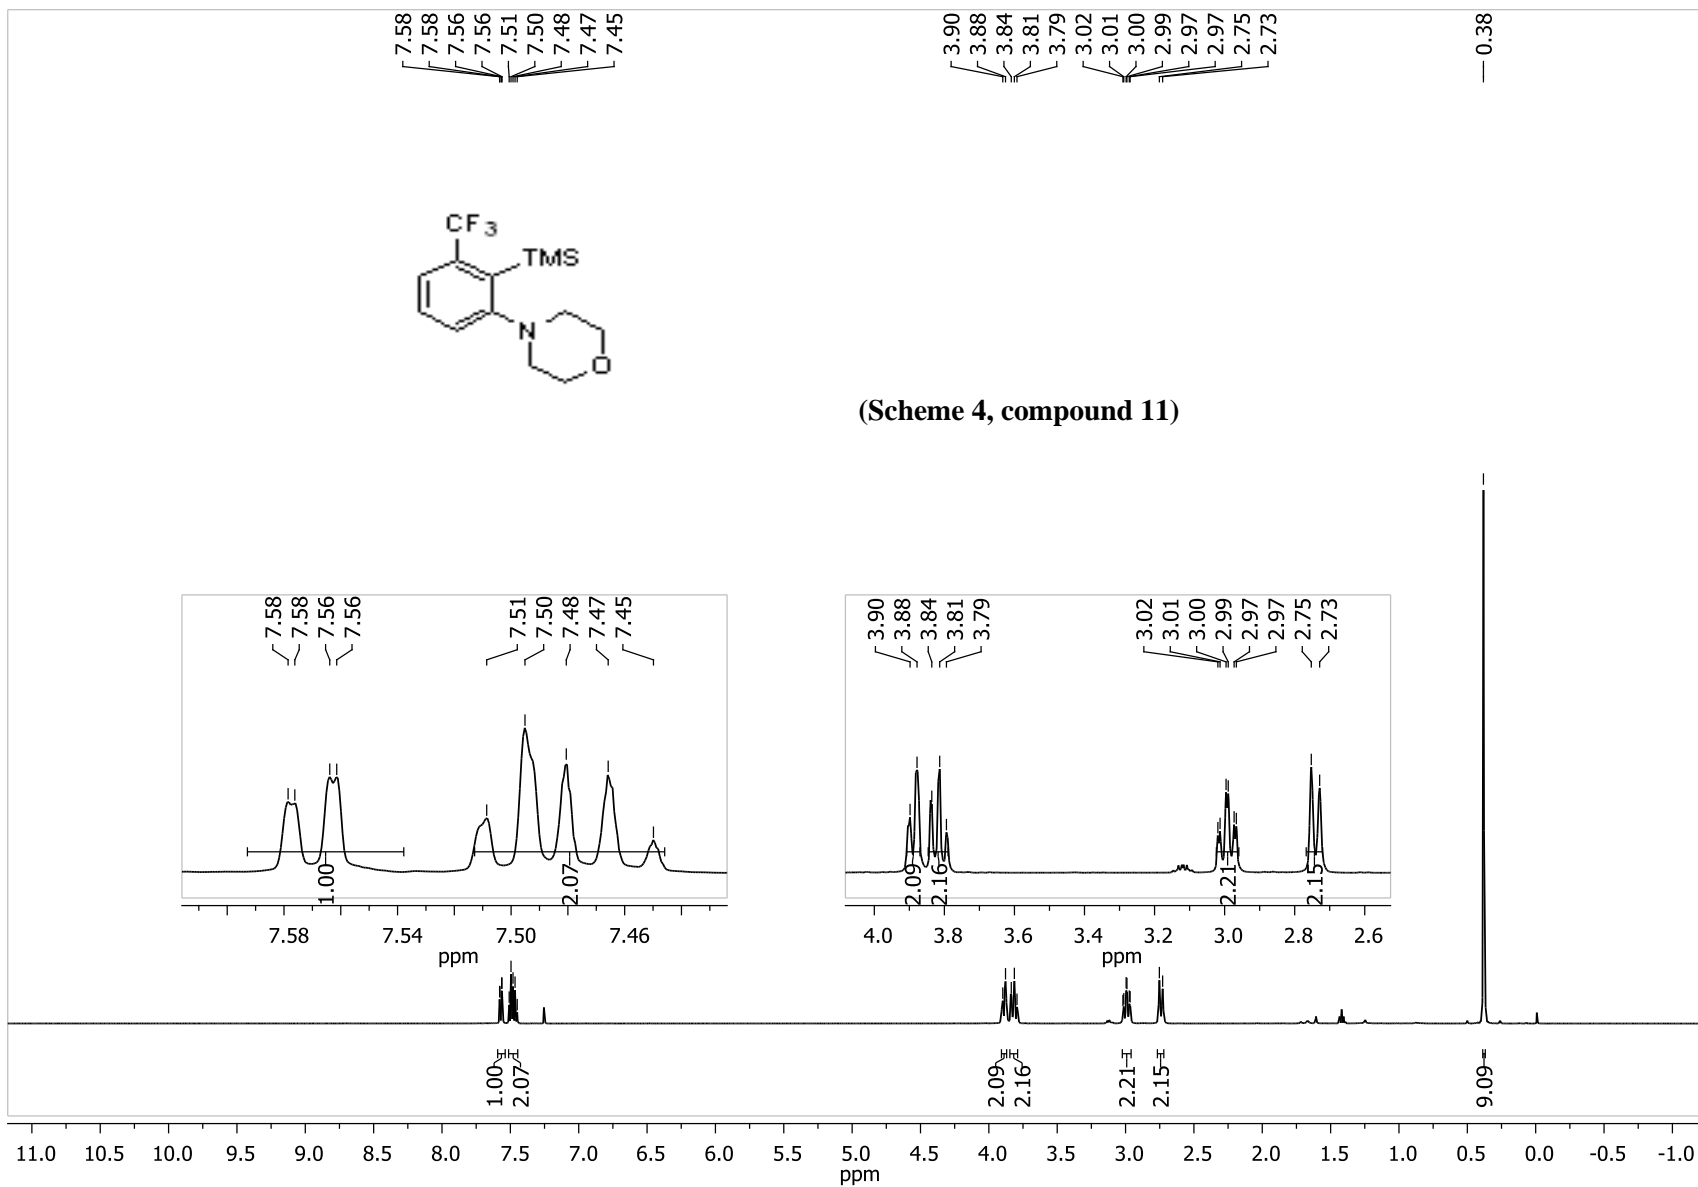 7.58 7.58 7.56 7.56 7.51 7.50 7.48 7.47 7.45 3.90 3.88 3.84 3.81 3.79 3.02 3.01 3.00 2.99 2.97 2.97 2.75 2.73 0.38
CF3
TMS
N
O
(Scheme 4, compound 11)
7.58 7.58 7.56 7.56 7.51 7.50 7.48 7.47 7.45
1.00 2.07
7.58 7.54 7.50 7.46
ppm
3.90 3.88 3.84 3.81 3.79 3.02 3.01 3.00 2.99 2.97 2.97 2.75 2.73
2.09 2.16 2.21 2.15
4.0 3.8 3.6 3.4 3.2 3.0 2.8 2.6
ppm
1.00 2.07 2.09 2.16 2.21 2.15 9.09
11.0 10.5 10.0 9.5 9.0 8.5 8.0 7.5 7.0 6.5 6.0 5.5 5.0 4.5 4.0 3.5 3.0 2.5 2.0 1.5 1.0 0.5 0.0 -0.5 -1.0
ppm